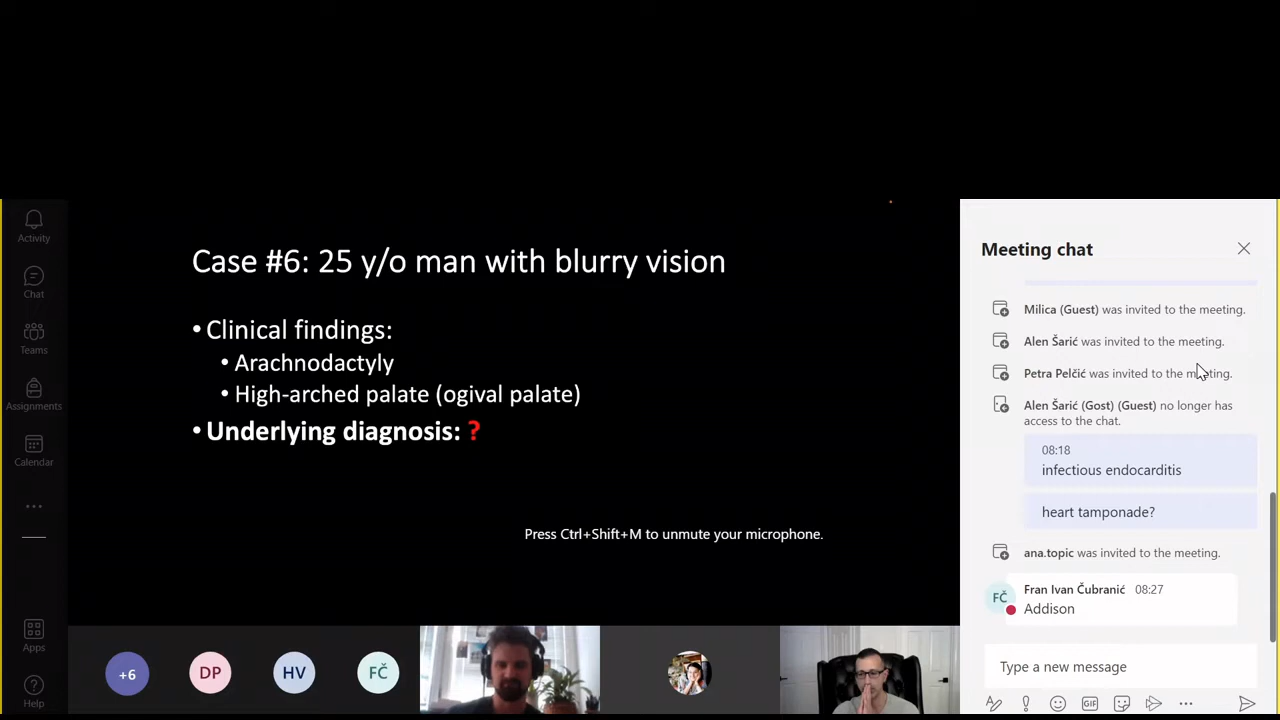 Activity
Chat
Teams
Assignments
Calendar
Apps
Help
Case #6: 25 y/o man with blurry vision
• Clinical findings:
• Arachnodactyly
• High-arched palate (ogival palate)
• Underlying diagnosis: ?
Press Ctrl+Shift+M to unmute your microphone.
+6
DP
HV
FČ
Meeting chat
Milica (Guest) was invited to the meeting.
Alen Šarić was invited to the meeting.
Petra Pelčić was invited to the meeting.
Alen Šarić (Gost) (Guest) no longer has
access to the chat.
08:18
infectious endocarditis
heart tamponade?
ana.topic was invited to the meeting.
FČ
Fran Ivan Čubranić 08:27
Addison
Type a new message
GIF